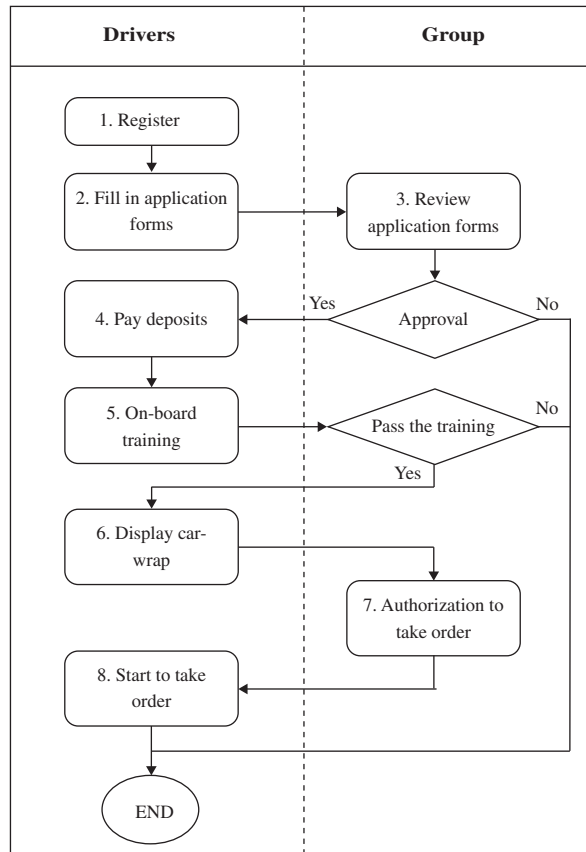 Drivers
Group
1. Register
2. Fill in application
forms
3. Review
application forms
Yes
Approval
No
4. Pay deposits
5. On-board
training
Pass the training
No
Yes
6. Display car-
wrap
7. Authorization to
take order
8. Start to take
order
END